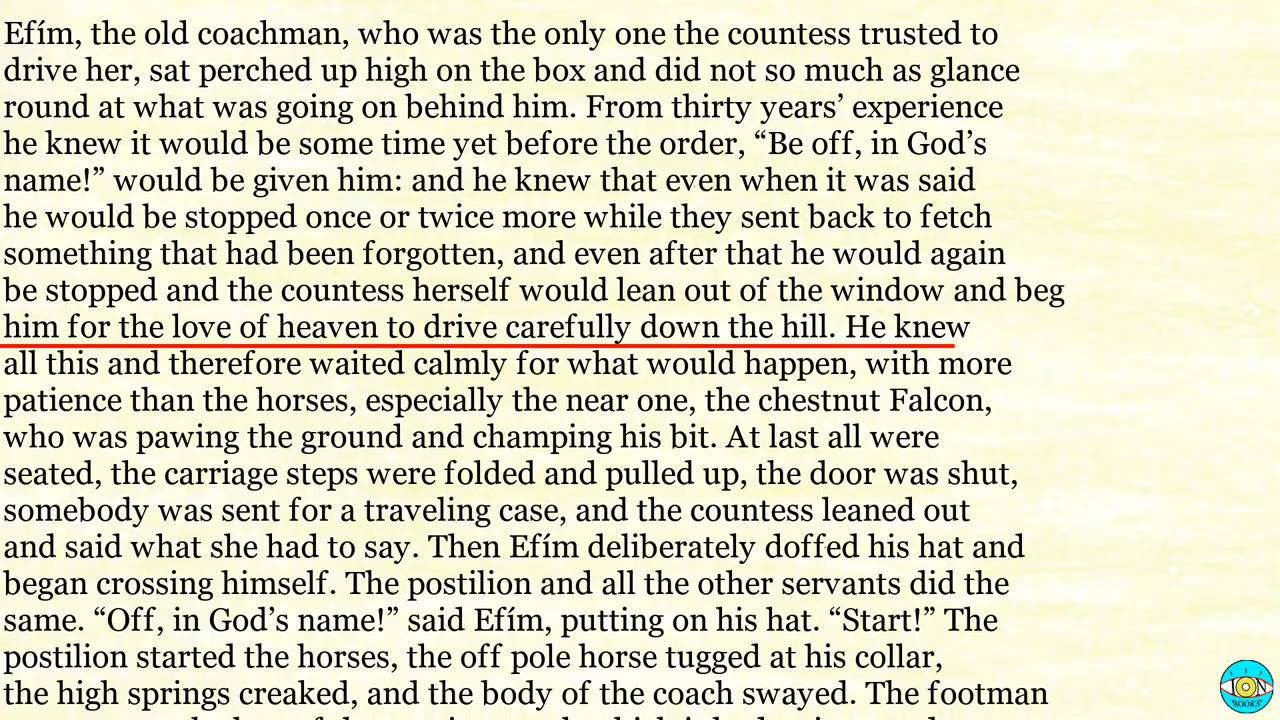 Efím, the old coachman, who was the only one the countess trusted to
drive her, sat perched up high on the box and did not so much as glance
round at what was going on behind him. From thirty years’ experience
he knew it would be some time yet before the order, “Be off, in God’s
name!” would be given him: and he knew that even when it was said
he would be stopped once or twice more while they sent back to fetch
something that had been forgotten, and even after that he would again
be stopped and the countess herself would lean out of the window and beg
him for the love of heaven to drive carefully down the hill. He knew
all this and therefore waited calmly for what would happen, with more
patience than the horses, especially the near one, the chestnut Falcon,
who was pawing the ground and champing his bit. At last all were
seated, the carriage steps were folded and pulled up, the door was shut,
somebody was sent for a traveling case, and the countess leaned out
and said what she had to say. Then Efím deliberately doffed his hat and
began crossing himself. The postilion and all the other servants did the
same. “Off, in God’s name!” said Efím, putting on his hat. “Start!” The
postilion started the horses, the off pole horse tugged at his collar,
the high springs creaked, and the body of the coach swayed. The footman
ION
BOOKS